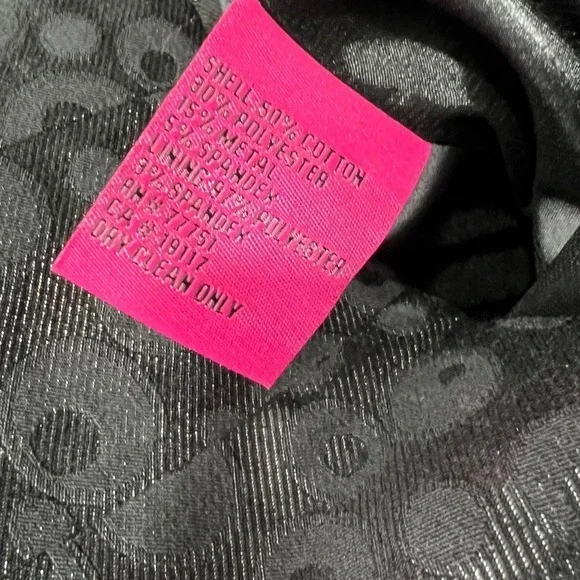 SHELL 50% COTTON
30% POLYESTER
15% METAL
5% SPANDEX
LINING 97% POLYESTER
3% SPANDEX
RN # 77751
CA # 19117
DRY CLEAN ONLY